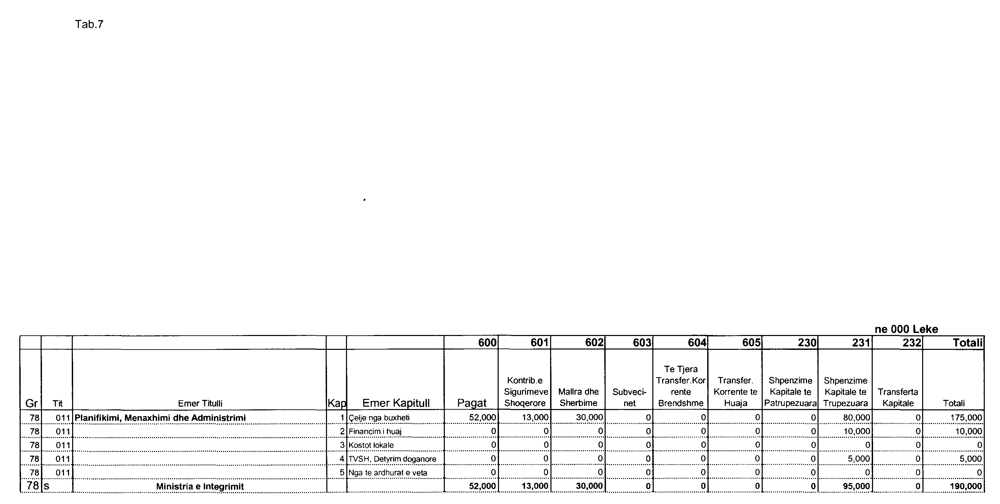 Tab.7
ne 000 Leke
600 601 602 603 604 605 230 231 232 Totali
Gr Tit Emer Titulli Kap Emer Kapitull Pagat Kontrib.e Sigurimeve Shoqerore Mallra dhe Sherbime Subveci-net Te Tjera Transfer.Kor rente Brendshme Transfer. Korrente te Huaja Shpenzime Kapitale te Patrupezuara Shpenzime Kapitale te Trupezuara Transferta Kapitale Totali
78 011 Planifikimi, Menaxhimi dhe Administrimi 1 Çelje nga buxheti 52,000 13,000 30,000 0 0 0 0 80,000 0 175,000
78 011 2 Financim i huaj 0 0 0 0 0 0 0 10,000 0 10,000
78 011 3 Kostot lokale 0 0 0 0 0 0 0 0 0 0
78 011 4 TVSH, Detyrim doganore 0 0 0 0 0 0 0 5,000 0 5,000
78 011 5 Nga te ardhurat e veta 0 0 0 0 0 0 0 0 0 0
78 s Ministria e Integrimit 52,000 13,000 30,000 0 0 0 0 95,000 0 190,000